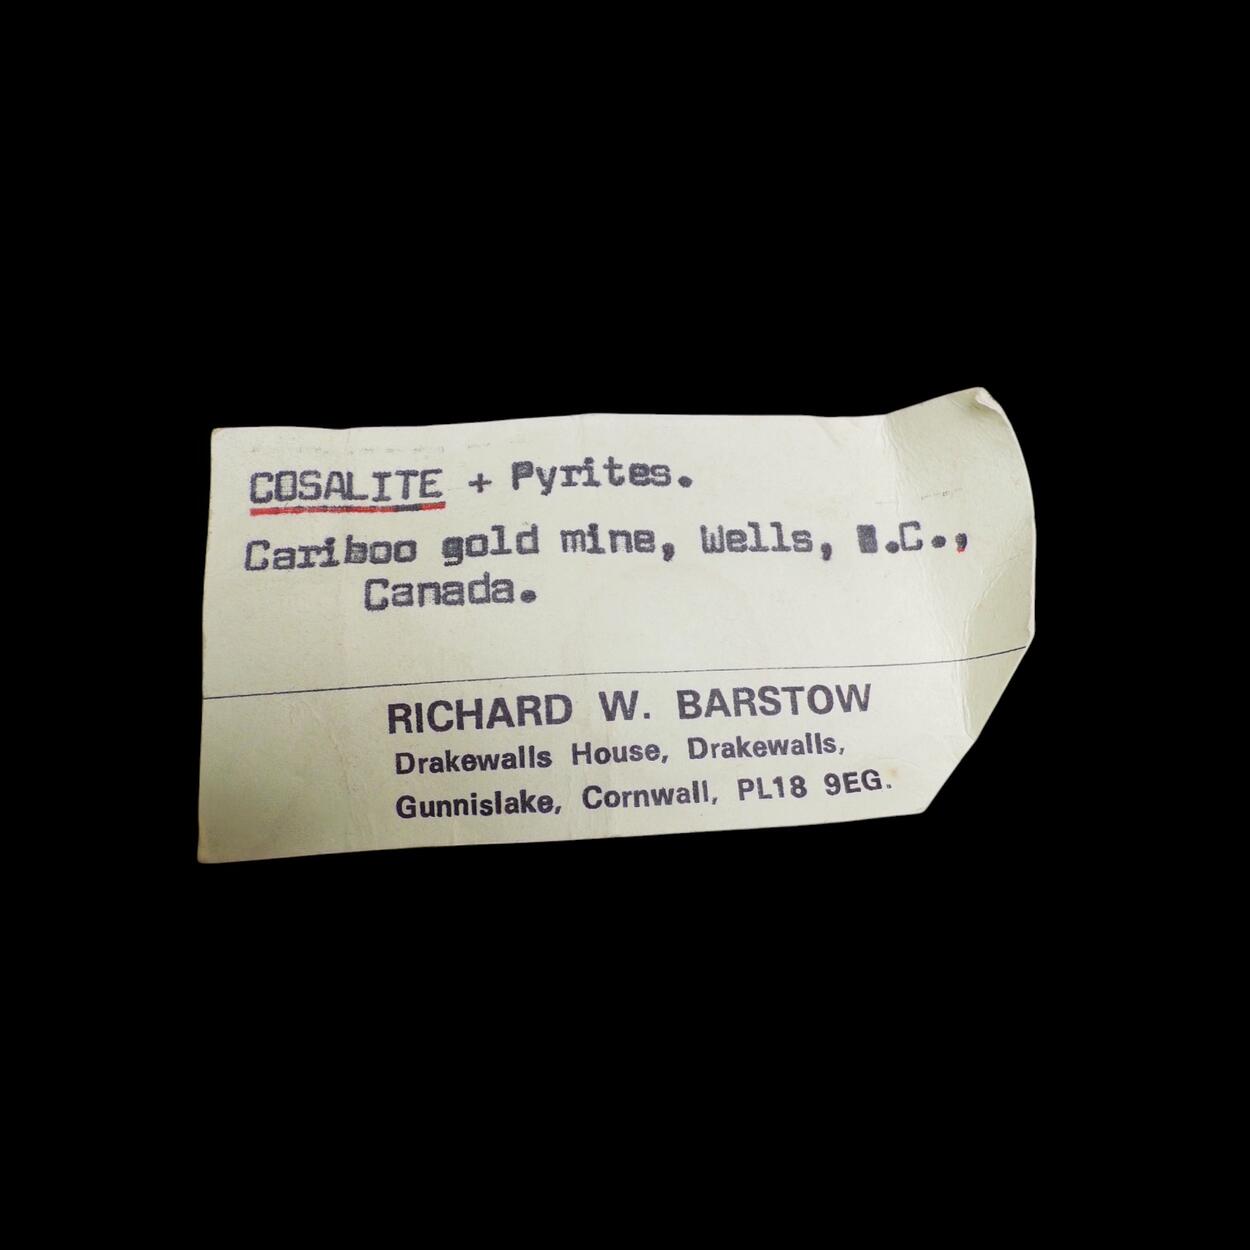 COSALITE + Pyrites.
Cariboo gold mine, Wells, B.C.,
Canada.
RICHARD W. BARSTOW
Drakewalls House, Drakewalls,
Gunnislake, Cornwall, PL18 9EG.